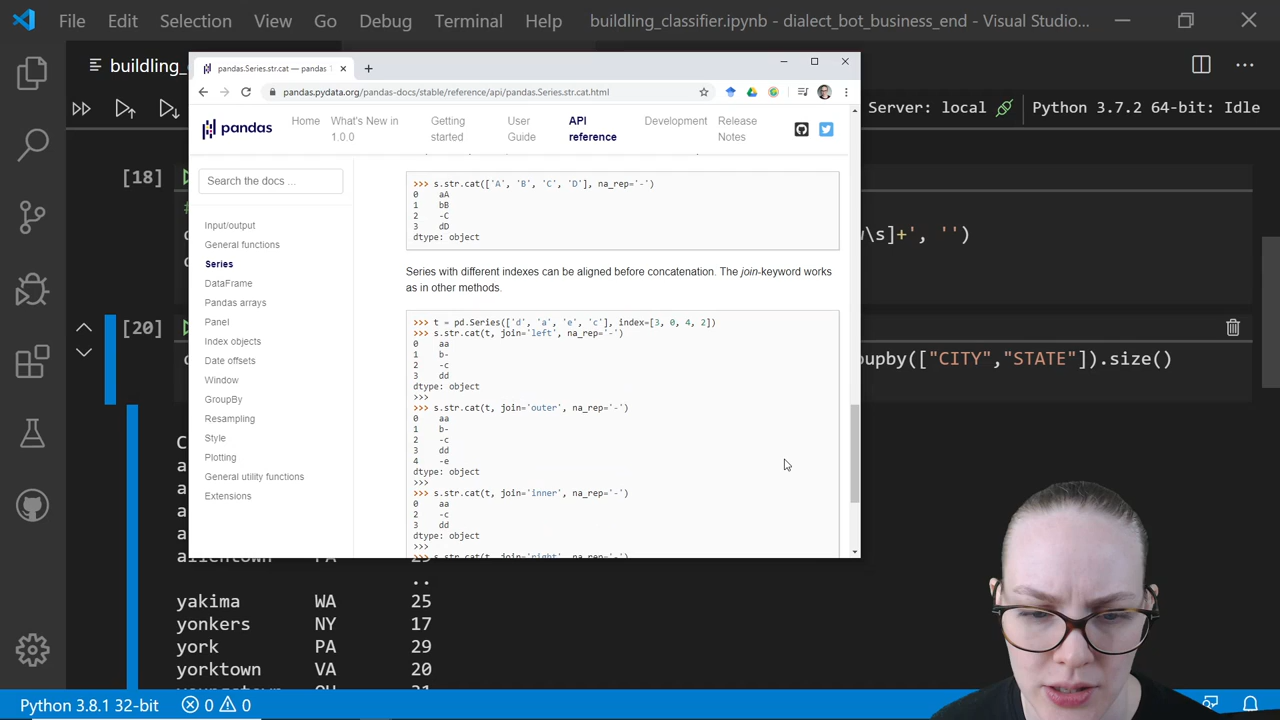 File Edit Selection View Go Debug Terminal Help buildling_classifier.ipynb - dialect_bot_business_end - Visual Studio...
buildling_
pandas.Series.str.cat — pandas 1
pandas.pydata.org/pandas-docs/stable/reference/api/pandas.Series.str.cat.html
Server: local Python 3.7.2 64-bit: Idle
pandas
Home What's New in 1.0.0 Getting started User Guide API reference Development Release Notes
Search the docs ...
Input/output
General functions
Series
DataFrame
Pandas arrays
Panel
Index objects
Date offsets
Window
GroupBy
Resampling
Style
Plotting
General utility functions
Extensions
>>> s.str.cat(['A', 'B', 'C', 'D'], na_rep='-')
0 aA
1 bB
2 -C
3 dD
dtype: object
Series with different indexes can be aligned before concatenation. The join-keyword works
as in other methods.
>>> t = pd.Series(['d', 'a', 'e', 'c'], index=[3, 0, 4, 2])
>>> s.str.cat(t, join='left', na_rep='-')
0 aa
1 b-
2 -c
3 dd
dtype: object
>>>
>>> s.str.cat(t, join='outer', na_rep='-')
0 aa
1 b-
2 -c
3 dd
4 -e
dtype: object
>>>
>>> s.str.cat(t, join='inner', na_rep='-')
0 aa
2 -c
3 dd
dtype: object
>>>
>>> s.str.cat(t, join='right', na_rep='-')
[18]
\s]+', '')
[20]
oupby(["CITY","STATE"]).size()
..
yakima WA 25
yonkers NY 17
york PA 29
yorktown VA 20
Python 3.8.1 32-bit 0 0